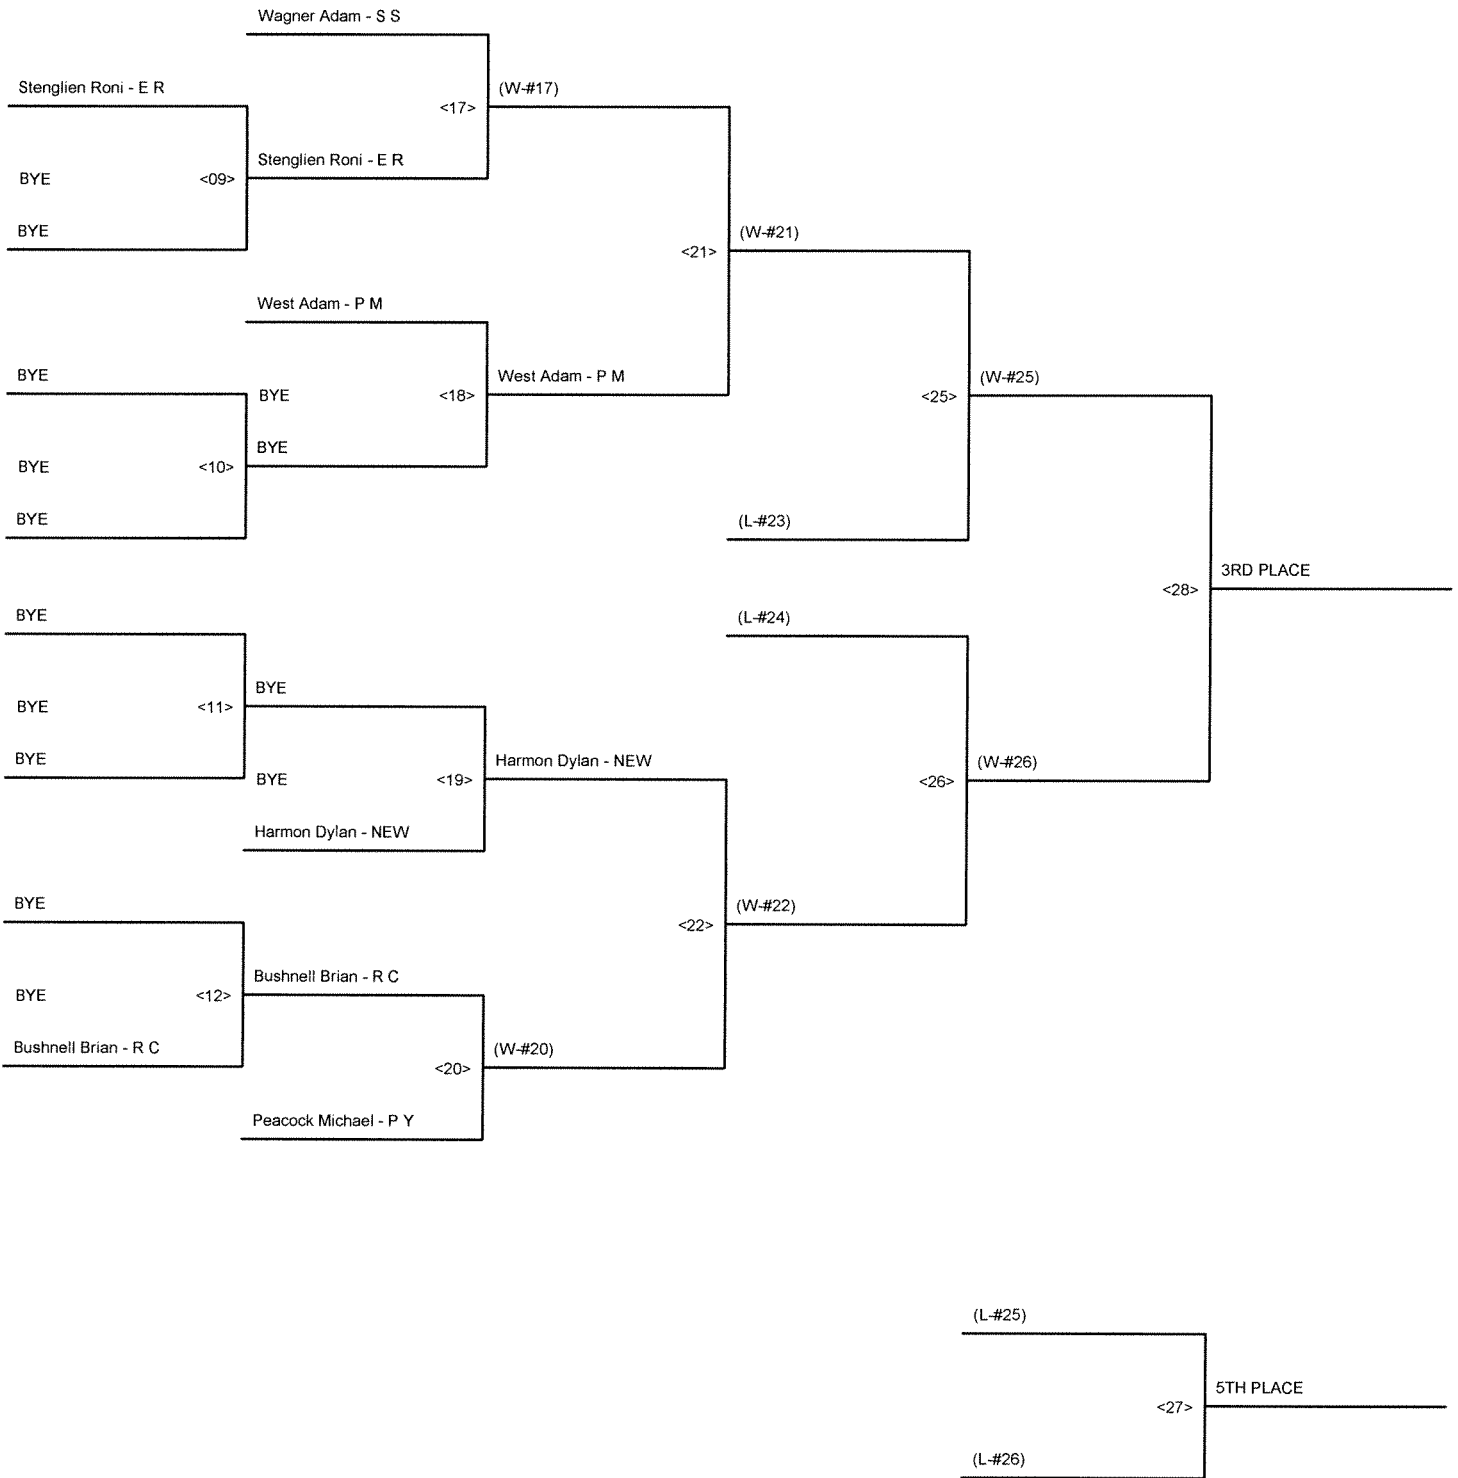 Wagner Adam - S S
Stenglien Roni - E R
(W-#17)
<17>
Stenglien Roni - E R
BYE
<09>
BYE
(W-#21)
<21>
West Adam - P M
BYE
West Adam - P M
(W-#25)
BYE
<18>
<25>
BYE
BYE
<10>
BYE
(L-#23)
3RD PLACE
<28>
BYE
(L-#24)
BYE
BYE
<11>
BYE
Harmon Dylan - NEW
(W-#26)
BYE
<19>
<26>
Harmon Dylan - NEW
BYE
(W-#22)
<22>
Bushnell Brian - R C
BYE
<12>
Bushnell Brian - R C
(W-#20)
<20>
Peacock Michael - P Y
(L-#25)
5TH PLACE
<27>
(L-#26)